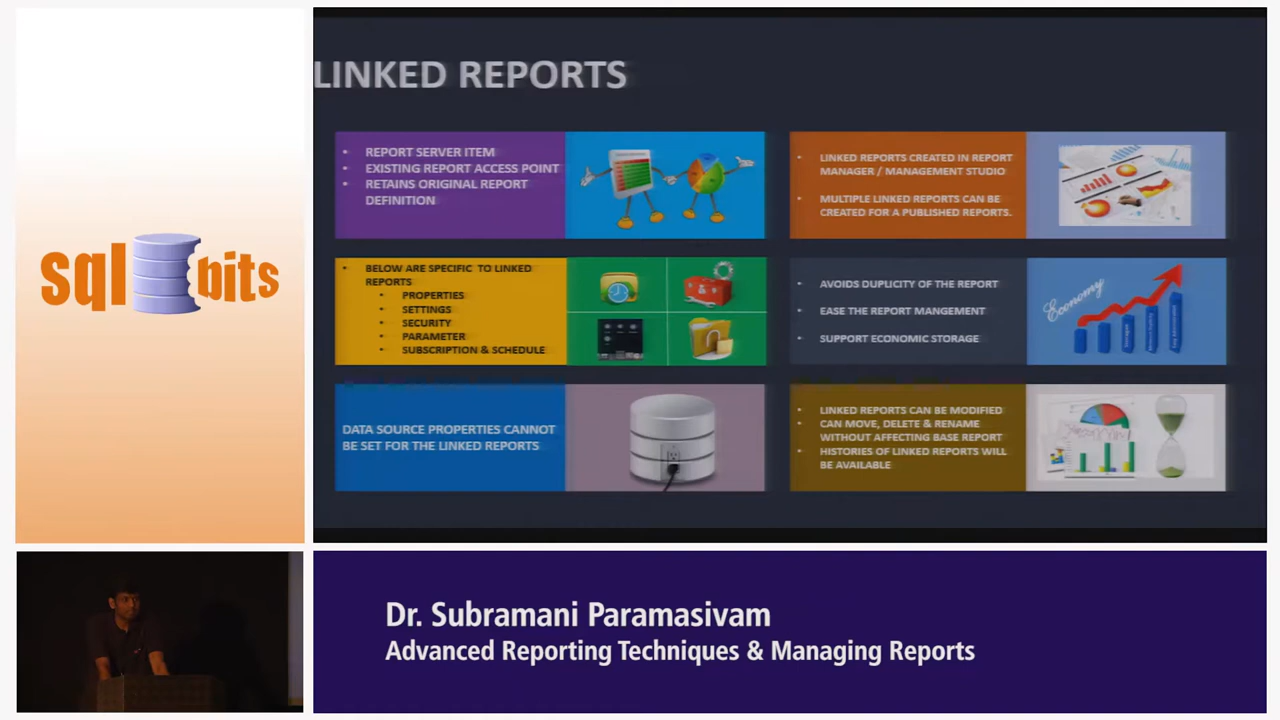 LINKED REPORTS
• REPORT SERVER ITEM
• EXISTING REPORT ACCESS POINT
• RETAINS ORIGINAL REPORT
DEFINITION
• LINKED REPORTS CREATED IN REPORT
MANAGER / MANAGEMENT STUDIO
• MULTIPLE LINKED REPORTS CAN BE
CREATED FOR A PUBLISHED REPORTS.
• BELOW ARE SPECIFIC TO LINKED
REPORTS
• PROPERTIES
• SETTINGS
• SECURITY
• PARAMETER
• SUBSCRIPTION & SCHEDULE
• AVOIDS DUPLICITY OF THE REPORT
• EASE THE REPORT MANGEMENT
• SUPPORT ECONOMIC STORAGE
Economy
DATA SOURCE PROPERTIES CANNOT
BE SET FOR THE LINKED REPORTS
• LINKED REPORTS CAN BE MODIFIED
• CAN MOVE, DELETE & RENAME
WITHOUT AFFECTING BASE REPORT
• HISTORIES OF LINKED REPORTS WILL
BE AVAILABLE
sql bits
Dr. Subramani Paramasivam
Advanced Reporting Techniques & Managing Reports